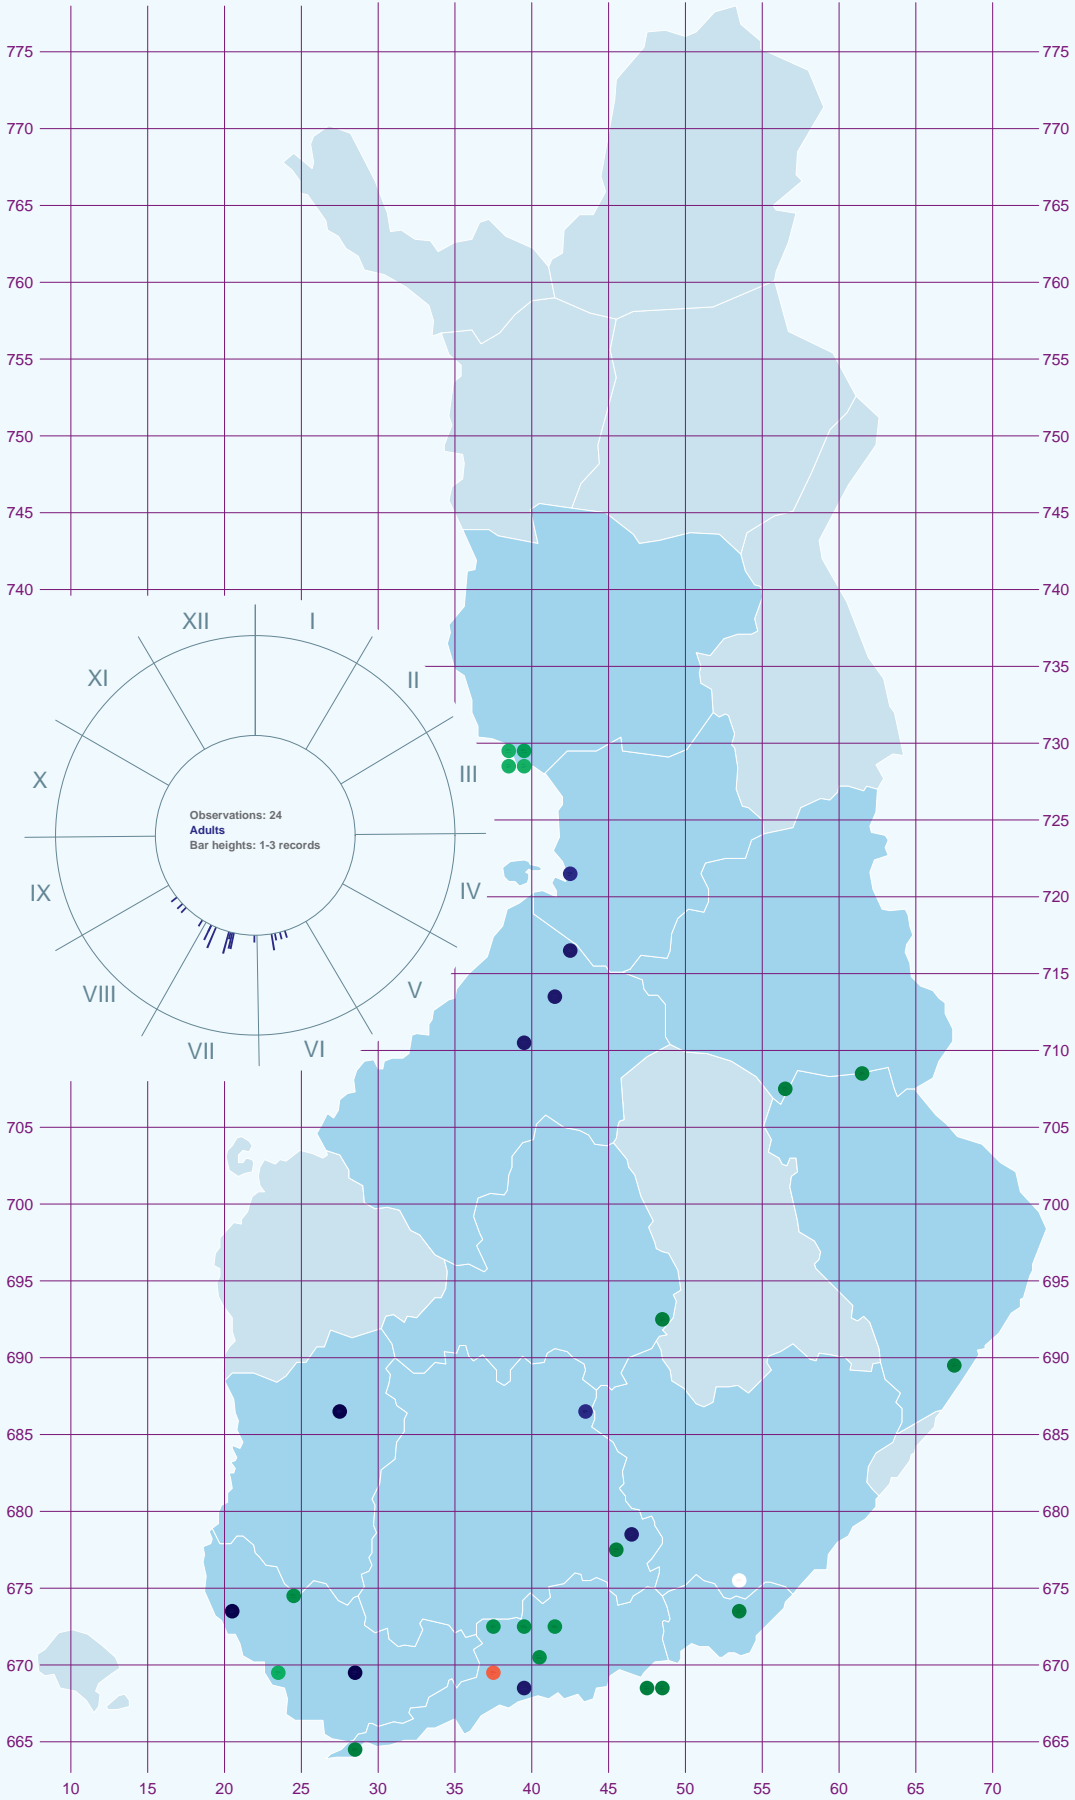 775 775
770 770
765 765
760 760
755 755
750 750
745 745
740 740
XII I
XI II
735 735
730 730
X III
Observations: 24
725 725
Adults
Bar heights: 1-3 records
IX IV
720 720
VIII V
715 715
VII VI
710 710
705 705
700 700
695 695
690 690
685 685
680 680
675 675
670 670
665 665
10 15 20 25 30 35 40 45 50 55 60 65 70